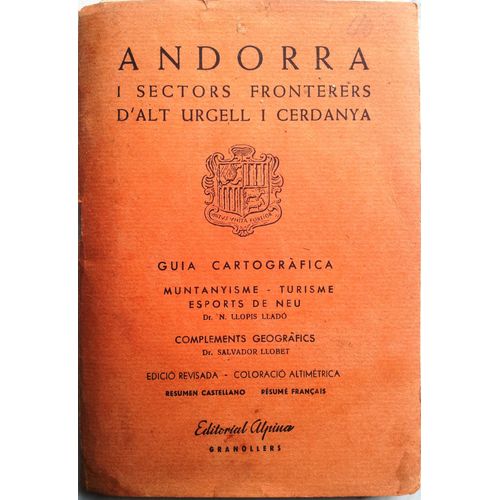 ANDORRA
I SECTORS FRONTERERS
D'ALT URGELL I CERDANYA
GUIA CARTOGRÀFICA
MUNTANYISME - TURISME
ESPORTS DE NEU
Dr. N. LLOPIS LLADÓ
COMPLEMENTS GEOGRÀFICS
Dr. SALVADOR LLOBET
EDICIÓ REVISADA - COLORACIÓ ALTIMÉTRICA
RESUMEN CASTELLANO RÉSUMÉ FRANÇAIS
Editorial Alpina
GRANOLLERS